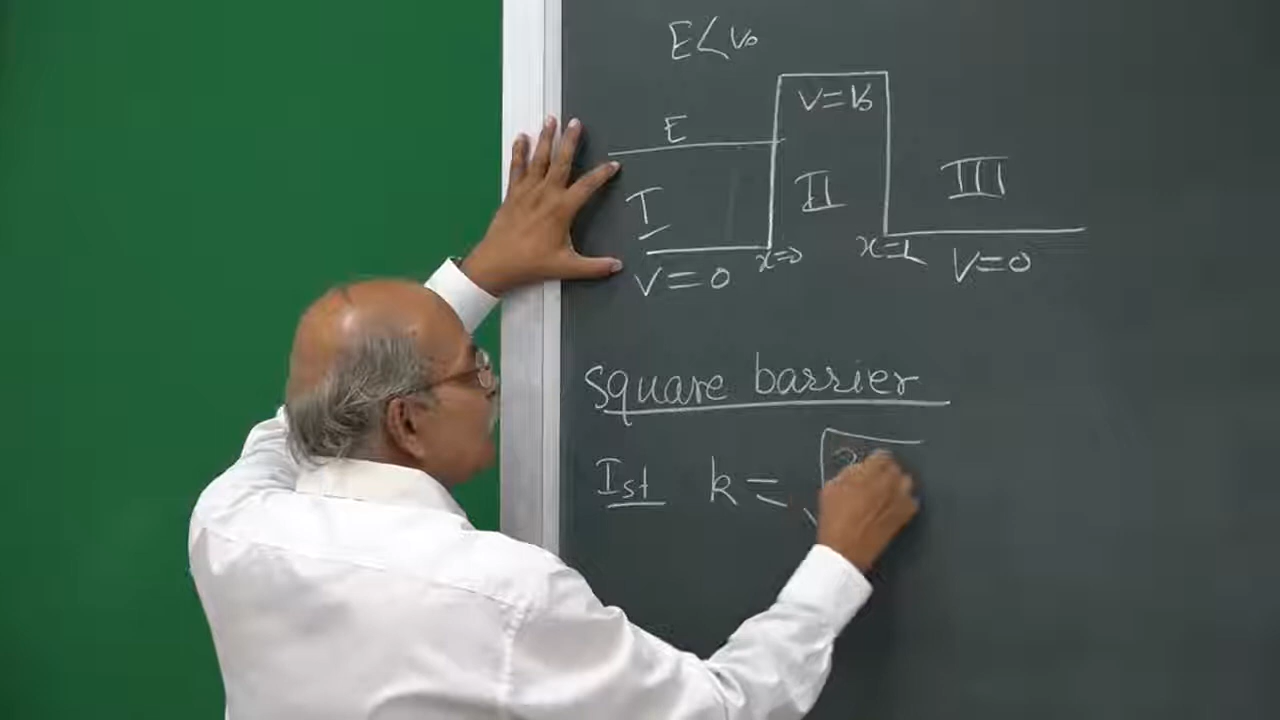 E<V₀
V=V₀
E
I
II
III
x=0
x=L
V=0
V=0
square barrier
Ist k=√